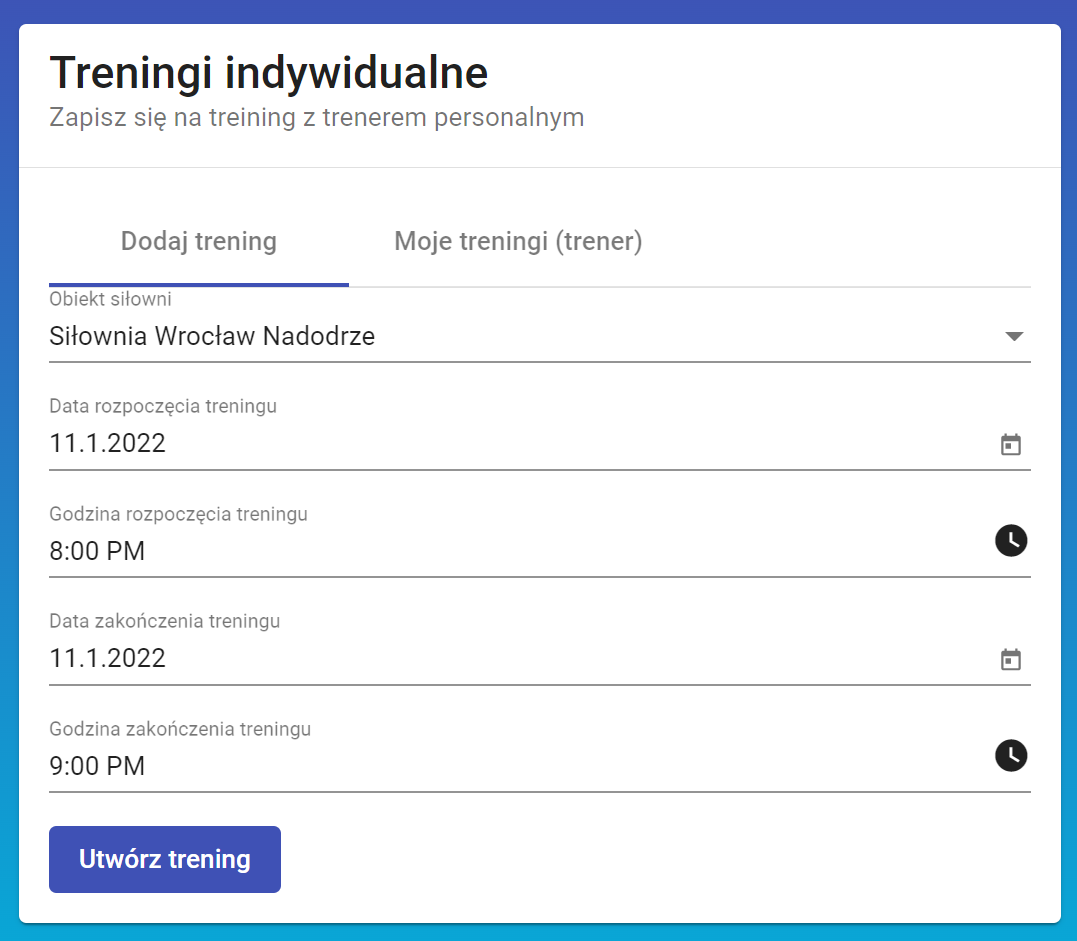 Treningi indywidualne
Zapisz się na treining z trenerem personalnym
Dodaj trening Moje treningi (trener)
Obiekt siłowni
Siłownia Wrocław Nadodrze
Data rozpoczęcia treningu
11.1.2022
Godzina rozpoczęcia treningu
8:00 PM
Data zakończenia treningu
11.1.2022
Godzina zakończenia treningu
9:00 PM
Utwórz trening